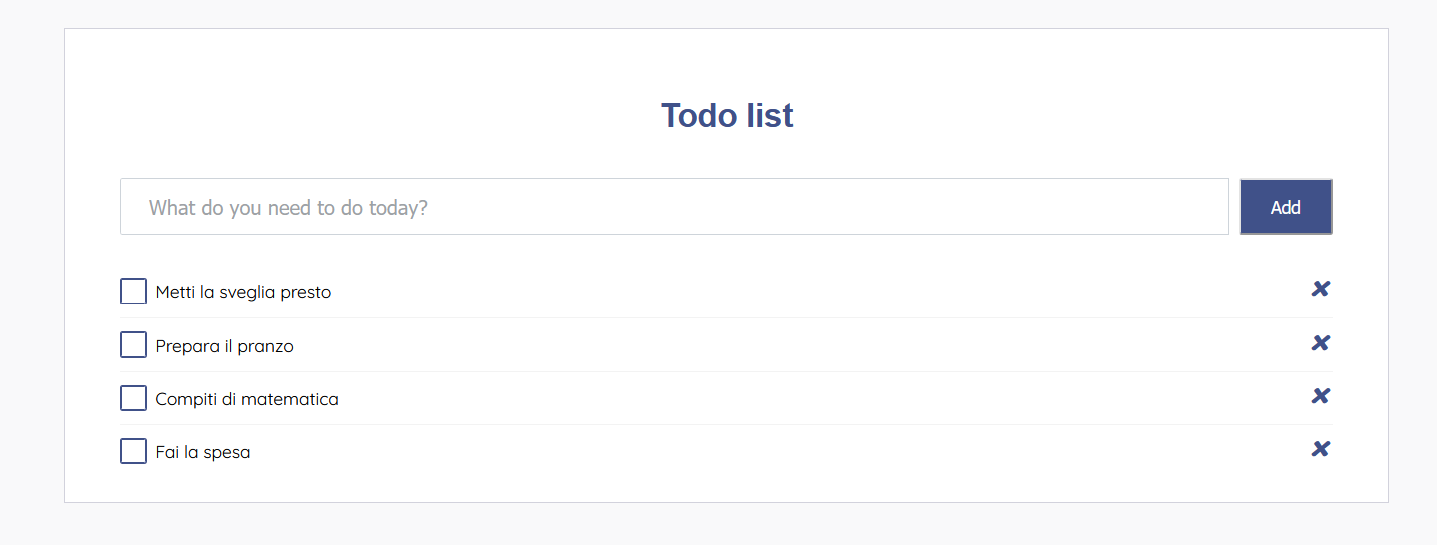 Todo list
What do you need to do today?
Add
Metti la sveglia presto
Prepara il pranzo
Compiti di matematica
Fai la spesa